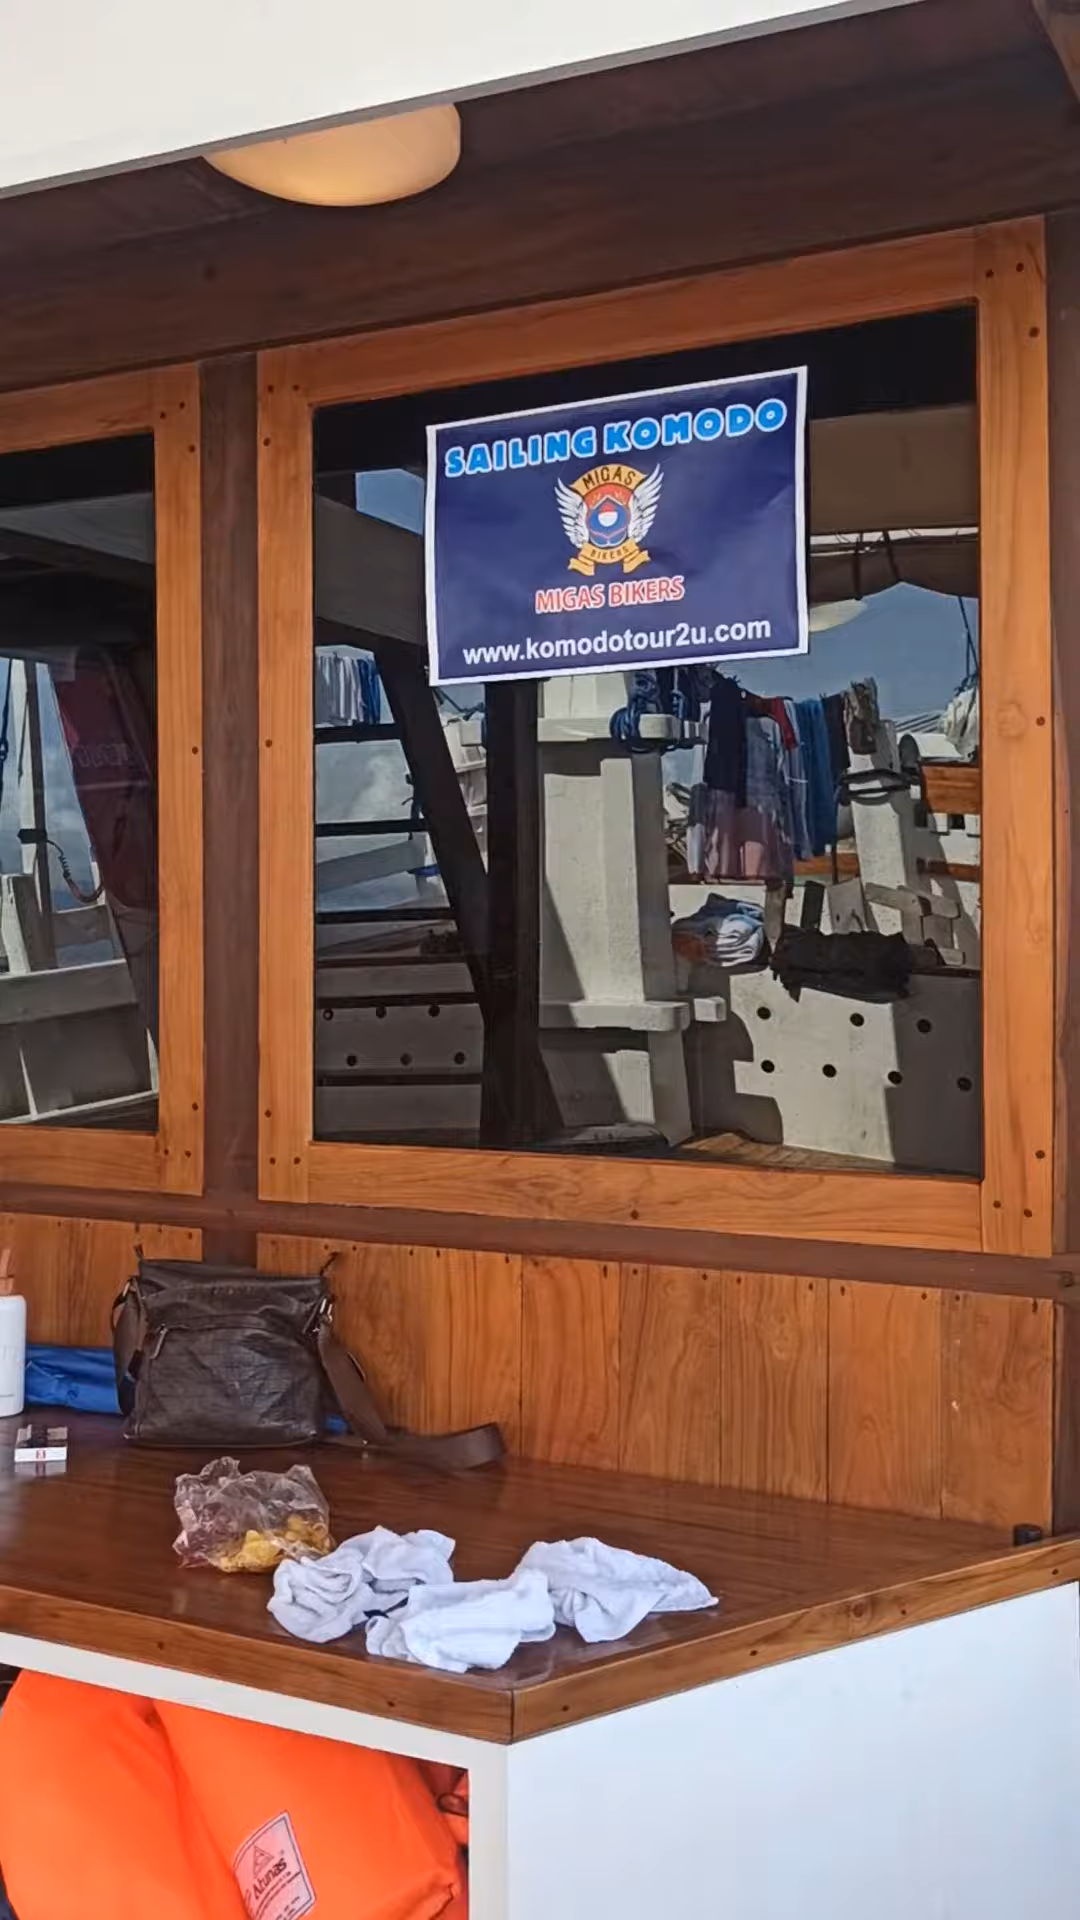 SAILING KOMODO
MIGAS
BIKERS
MIGAS BIKERS
www.komodotour2u.com
Atunas